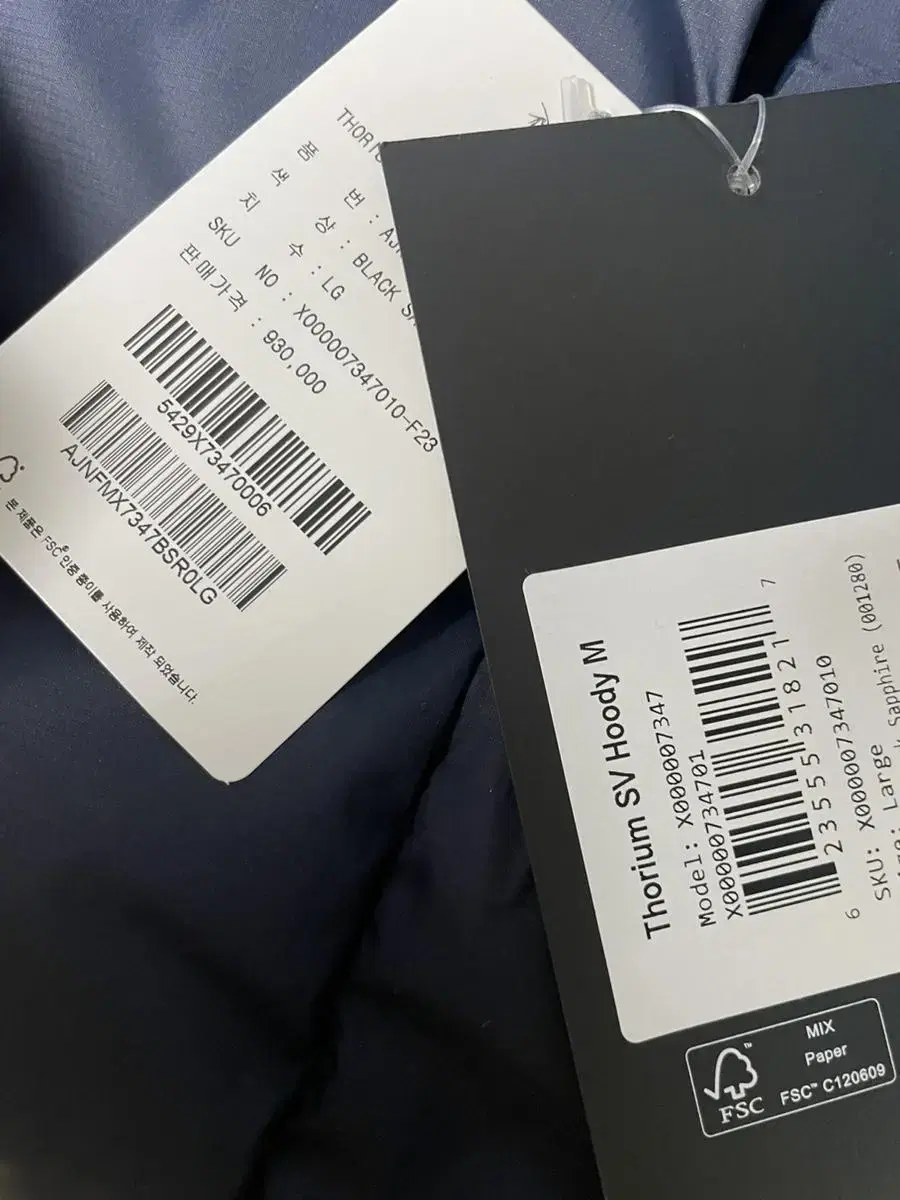 THORIU
품 번 : AJN
색 상 : BLACK SA
치 수 : LG
SKU NO : X000007347010-F23
판매가격 : 930,000
5429X73470006
AJNFMX7347BSR0LG
본 제품은 FSC® 인증 종이를 사용하여 제작 되었습니다.
Thorium SV Hoody M
Model: X000007347
X00000734701
6 23555 31821 7
SKU: X000007347010
Large
Sapphire (001280)
MIX
Paper
FSC™ C120609
FSC